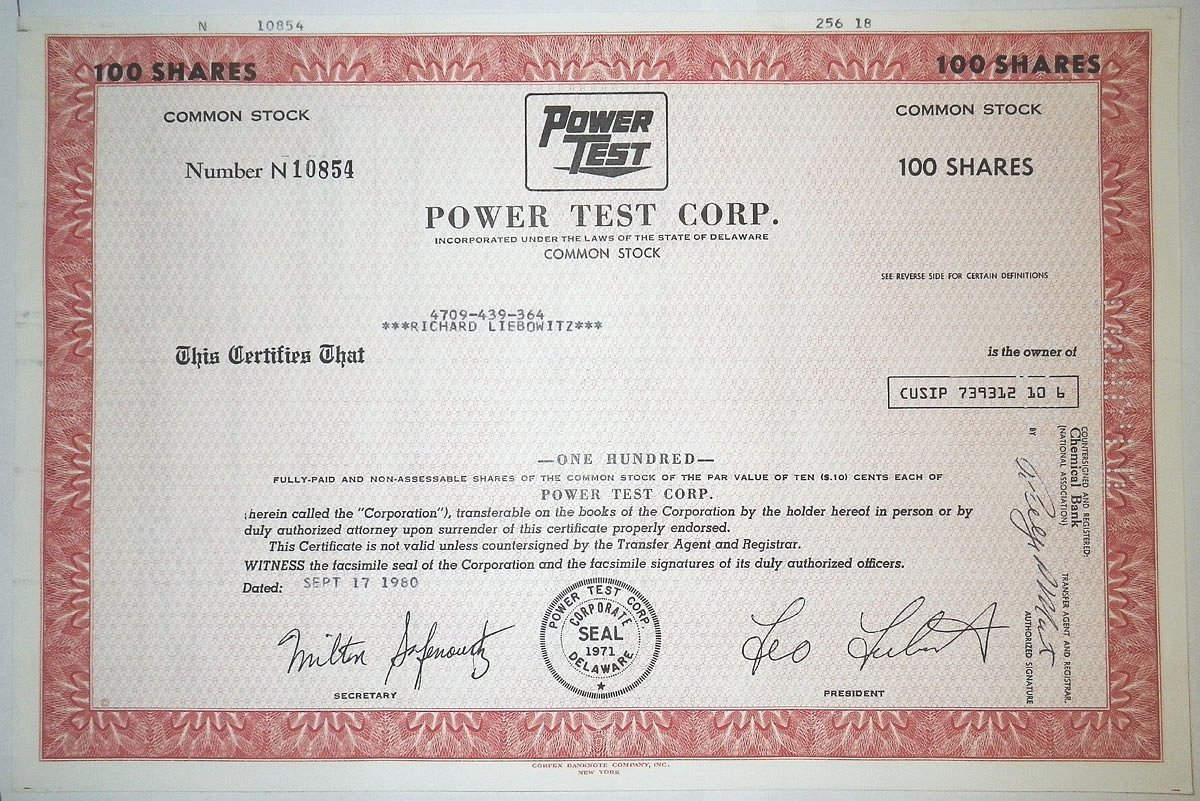 N 10854 256 18
100 SHARES 100 SHARES
COMMON STOCK COMMON STOCK
POWER
TEST
Number N 10854 100 SHARES
POWER TEST CORP.
INCORPORATED UNDER THE LAWS OF THE STATE OF DELAWARE
COMMON STOCK
SEE REVERSE SIDE FOR CERTAIN DEFINITIONS
4709-439-364
***RICHARD LIEBOWITZ***
This Certifies That is the owner of
CUSIP 739312 10 6
—ONE HUNDRED—
FULLY-PAID AND NON-ASSESSABLE SHARES OF THE COMMON STOCK OF THE PAR VALUE OF TEN ($.10) CENTS EACH OF
POWER TEST CORP.
(herein called the "Corporation"), transferable on the books of the Corporation by the holder hereof in person or by
duly authorized attorney upon surrender of this certificate properly endorsed.
This Certificate is not valid unless countersigned by the Transfer Agent and Registrar.
WITNESS the facsimile seal of the Corporation and the facsimile signatures of its duly authorized officers.
Dated: SEPT 17 1980
POWER TEST CORP.
CORPORATE
SEAL
1971
DELAWARE
Milton Safenowitz
Leo Liebowitz
SECRETARY PRESIDENT
COUNTERSIGNED AND REGISTERED:
Chemical Bank
(NATIONAL ASSOCIATION)
TRANSFER AGENT AND REGISTRAR.
BY
AUTHORIZED SIGNATURE
CORFEX BANKNOTE COMPANY, INC.
NEW YORK